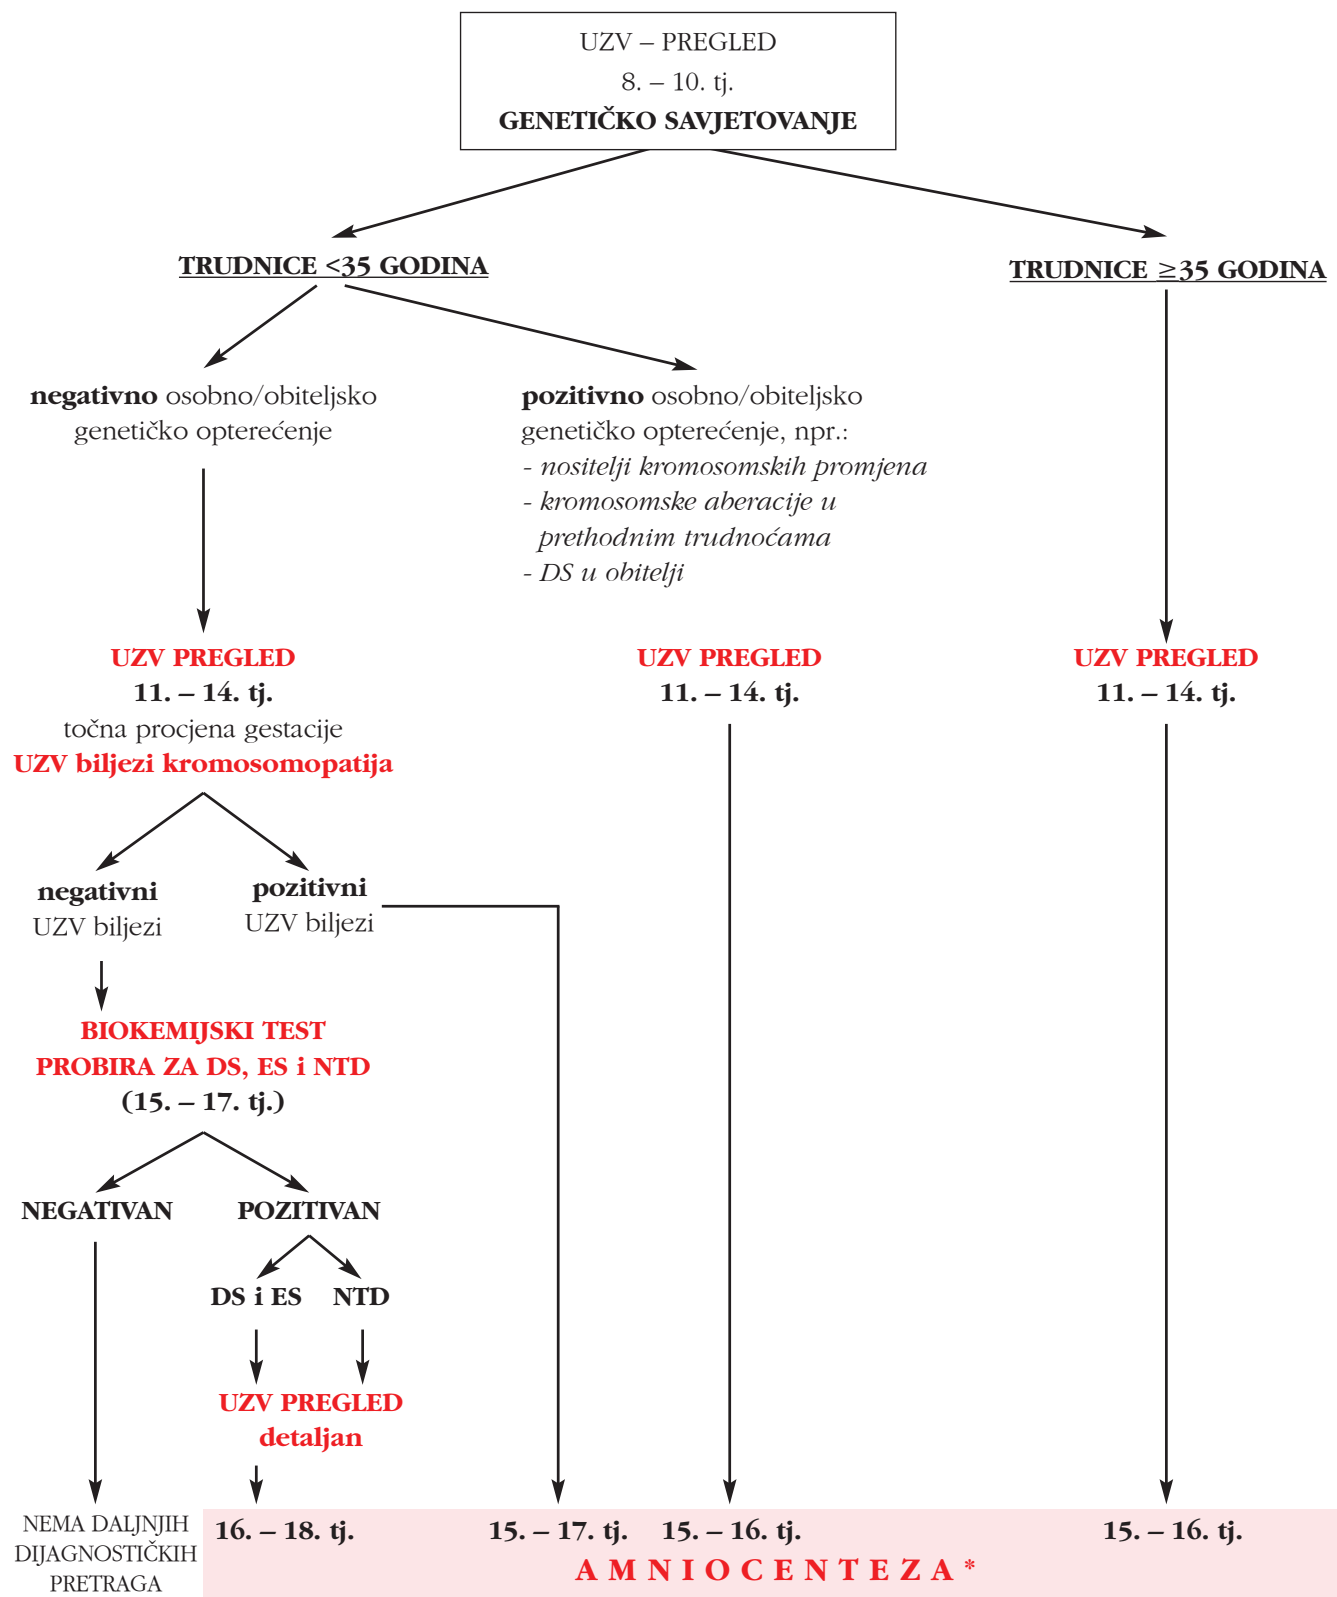 UZV – PREGLED
8. – 10. tj.
GENETIČKO SAVJETOVANJE
TRUDNICE <35 GODINA
TRUDNICE ≥35 GODINA
negativno osobno/obiteljsko
genetičko opterećenje
pozitivno osobno/obiteljsko
genetičko opterećenje, npr.:
- nositelji kromosomskih promjena
- kromosomske aberacije u
prethodnim trudnoćama
- DS u obitelji
UZV PREGLED
11. – 14. tj.
točna procjena gestacije
UZV biljezi kromosomopatija
UZV PREGLED
11. – 14. tj.
UZV PREGLED
11. – 14. tj.
negativni
UZV biljezi
pozitivni
UZV biljezi
BIOKEMIJSKI TEST
PROBIRA ZA DS, ES i NTD
(15. – 17. tj.)
NEGATIVAN
POZITIVAN
DS i ES
NTD
UZV PREGLED
detaljan
NEMA DALJNJIH
DIJAGNOSTIČKIH
PRETRAGA
16. – 18. tj.
15. – 17. tj.
15. – 16. tj.
15. – 16. tj.
AMNIOCENTEZA*